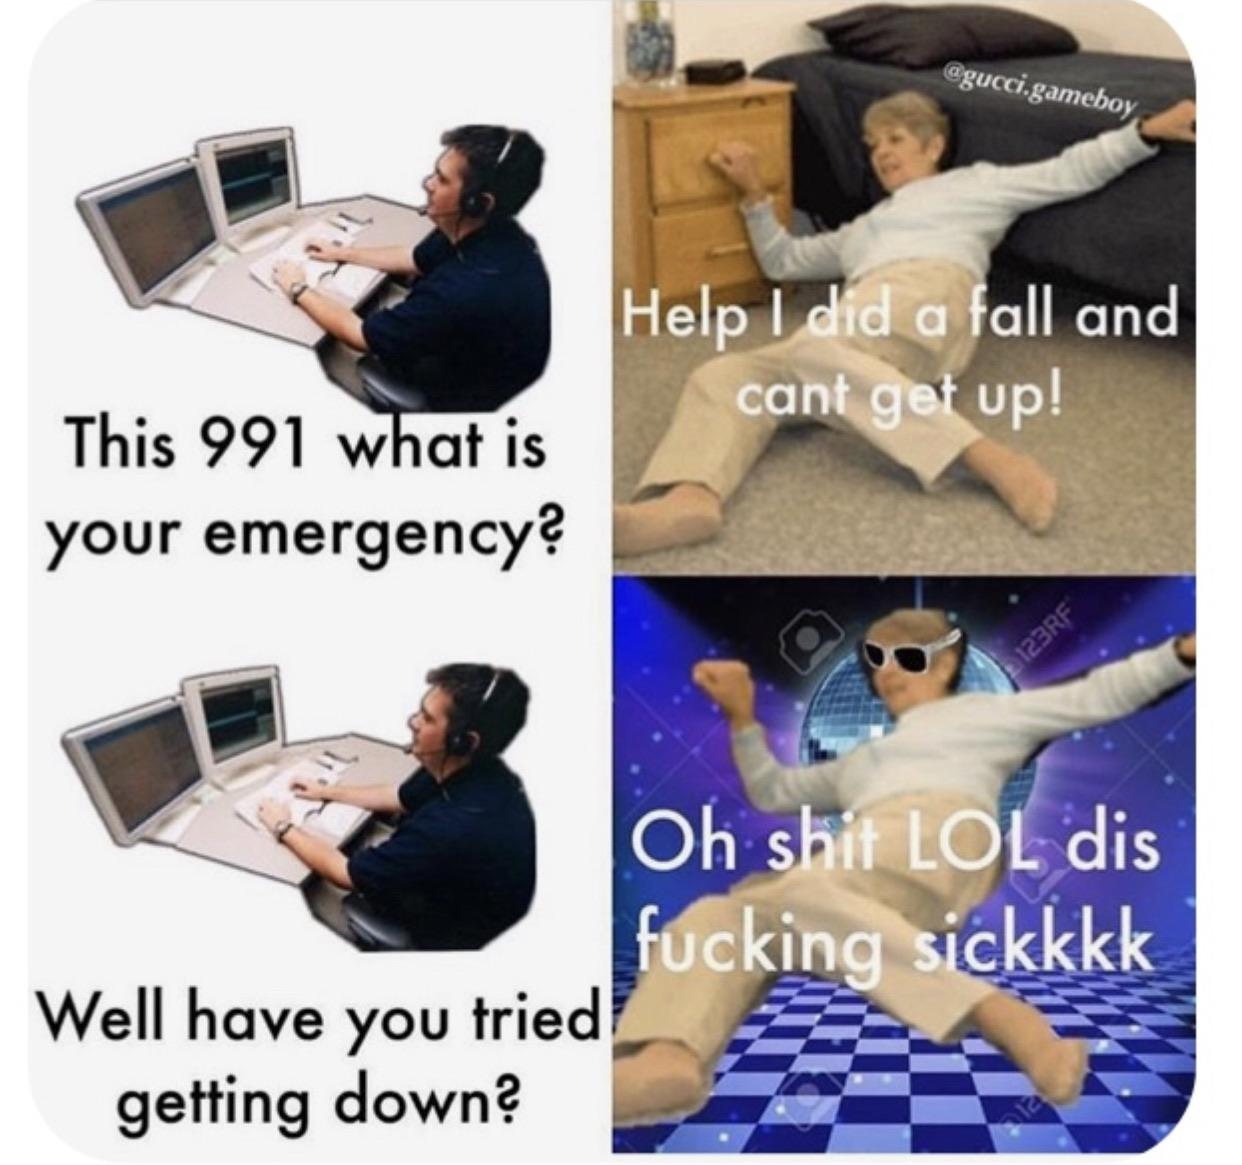 @gucci.gameboy
This 991 what is
your emergency?
Help I did a fall and
cant get up!
Well have you tried
getting down?
123RF
Oh shit LOL dis
fucking sickkkk